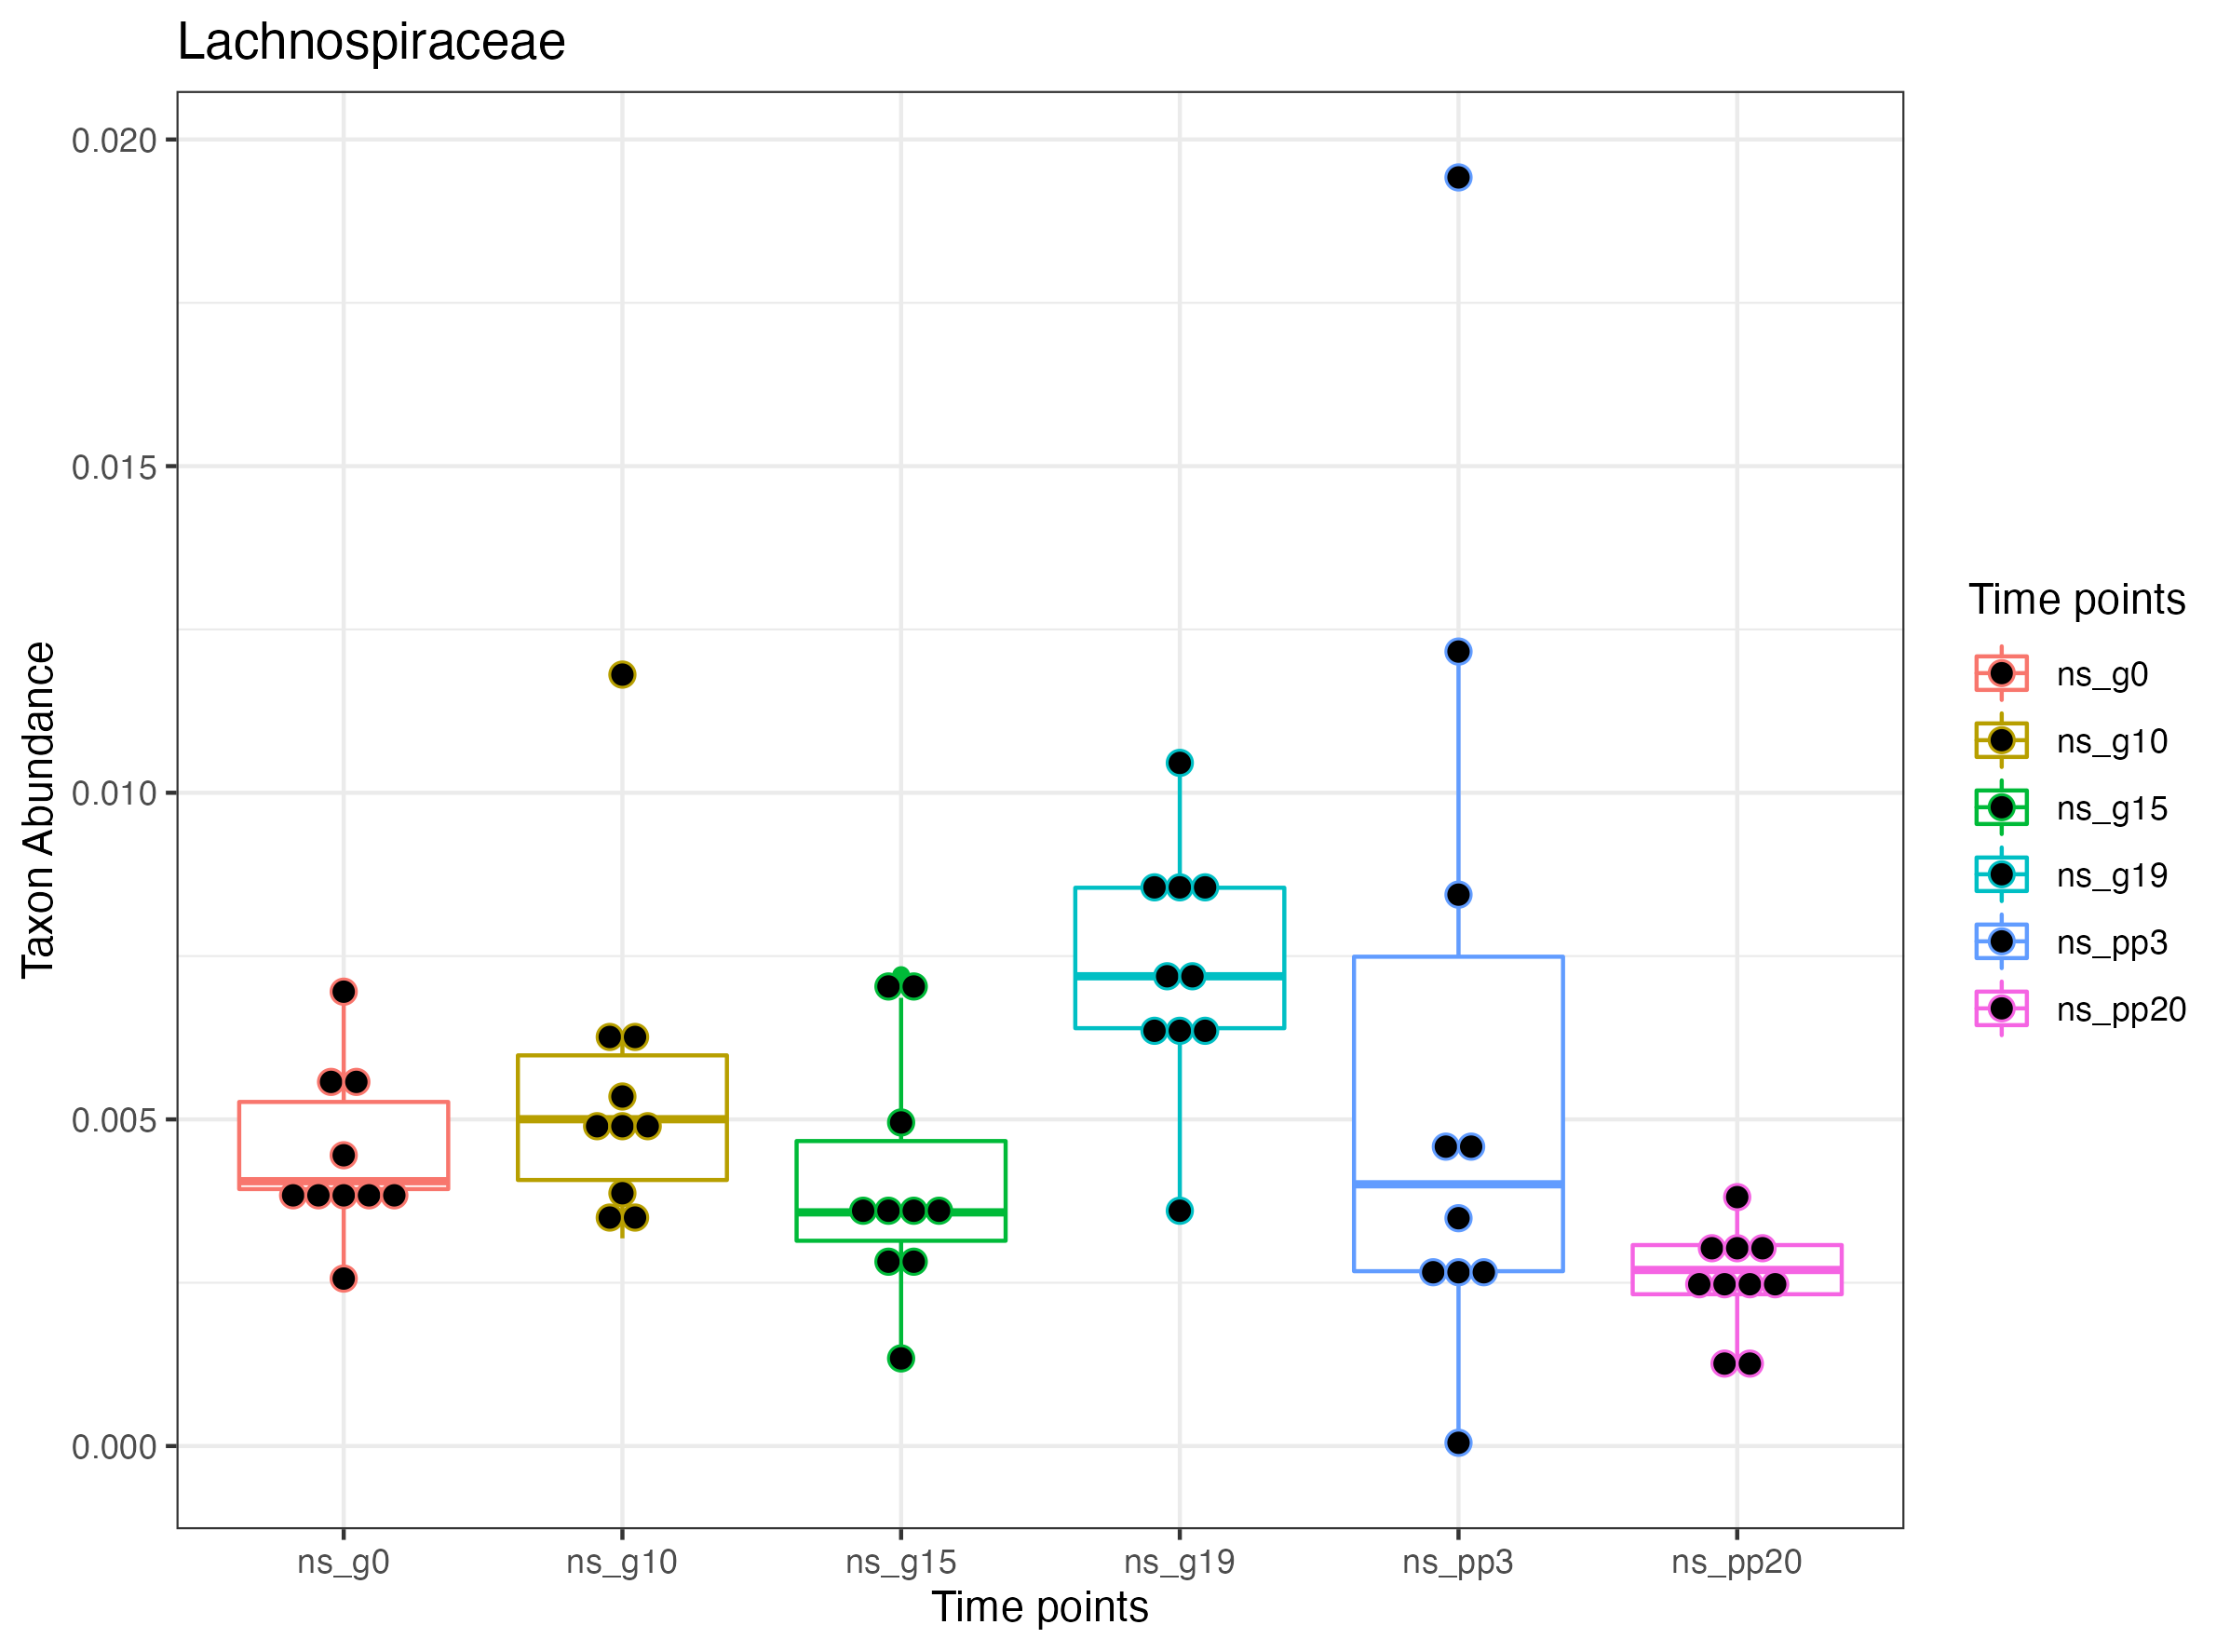 Lachnospiraceae
Taxon Abundance
0.020
0.015
0.010
0.005
0.000
ns_g0
ns_g10
ns_g15
ns_g19
ns_pp3
ns_pp20
Time points
Time points
ns_g0
ns_g10
ns_g15
ns_g19
ns_pp3
ns_pp20